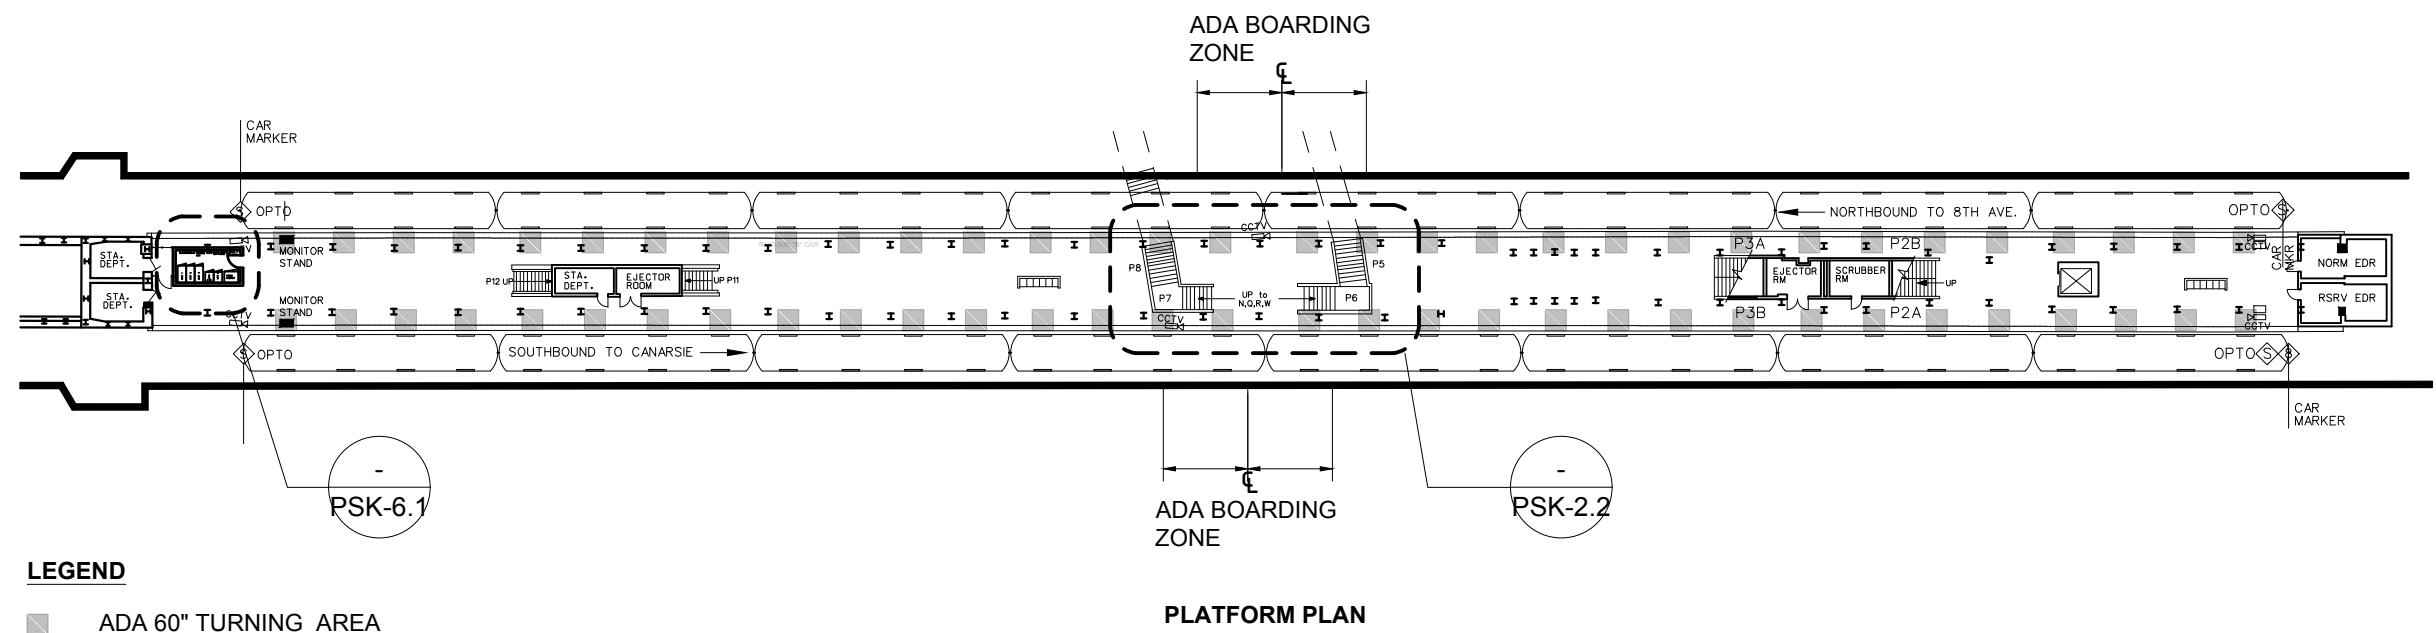 ADA BOARDING
ZONE
℄
CAR
MARKER
S OPTO
NORTHBOUND TO 8TH AVE.
OPTO S
CCTV
P3A
P2B
CCTV
CAR
MKR
STA.
DEPT.
MONITOR
STAND
P8
P5
P12 UP
STA.
DEPT.
EJECTOR
ROOM
UP P11
EJECTOR
RM
SCRUBBER
RM
UP
NORM EDR
STA.
DEPT.
MONITOR
STAND
P7
UP to
N,Q,R,W
P6
RSRV EDR
CCTV
CCTV
P3B
P2A
CCTV
S OPTO
SOUTHBOUND TO CANARSIE
OPTO S 8
CAR
MARKER
-
PSK-6.1
℄
ADA BOARDING
ZONE
-
PSK-2.2
LEGEND
ADA 60" TURNING AREA
PLATFORM PLAN